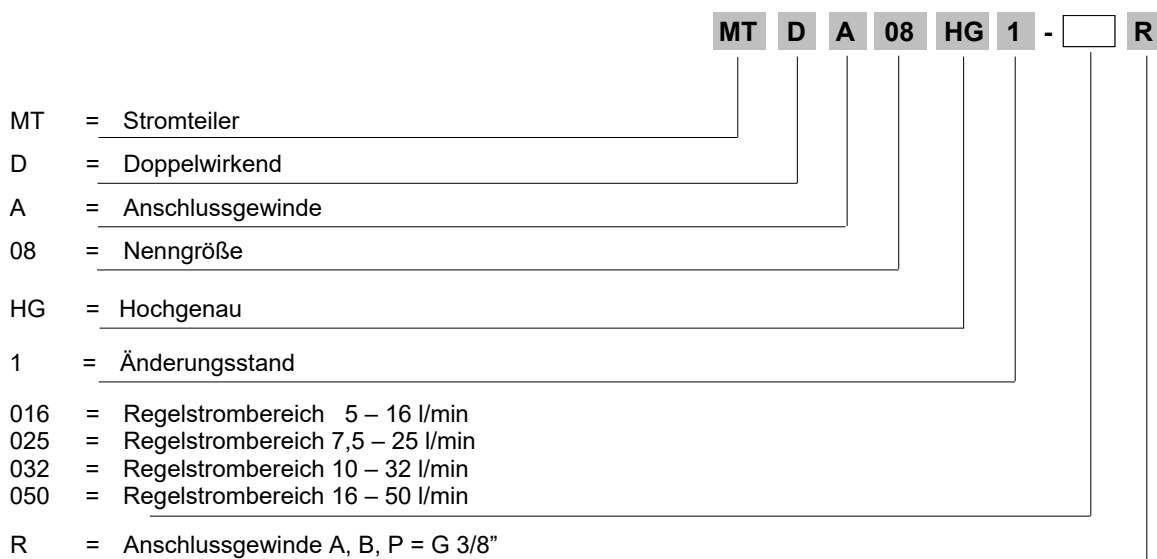 MT D A 08 HG 1 - R
MT = Stromteiler
D = Doppelwirkend
A = Anschlussgewinde
08 = Nenngröße
HG = Hochgenau
1 = Änderungsstand
016 = Regelstrombereich 5 – 16 l/min
025 = Regelstrombereich 7,5 – 25 l/min
032 = Regelstrombereich 10 – 32 l/min
050 = Regelstrombereich 16 – 50 l/min
R = Anschlussgewinde A, B, P = G 3/8”